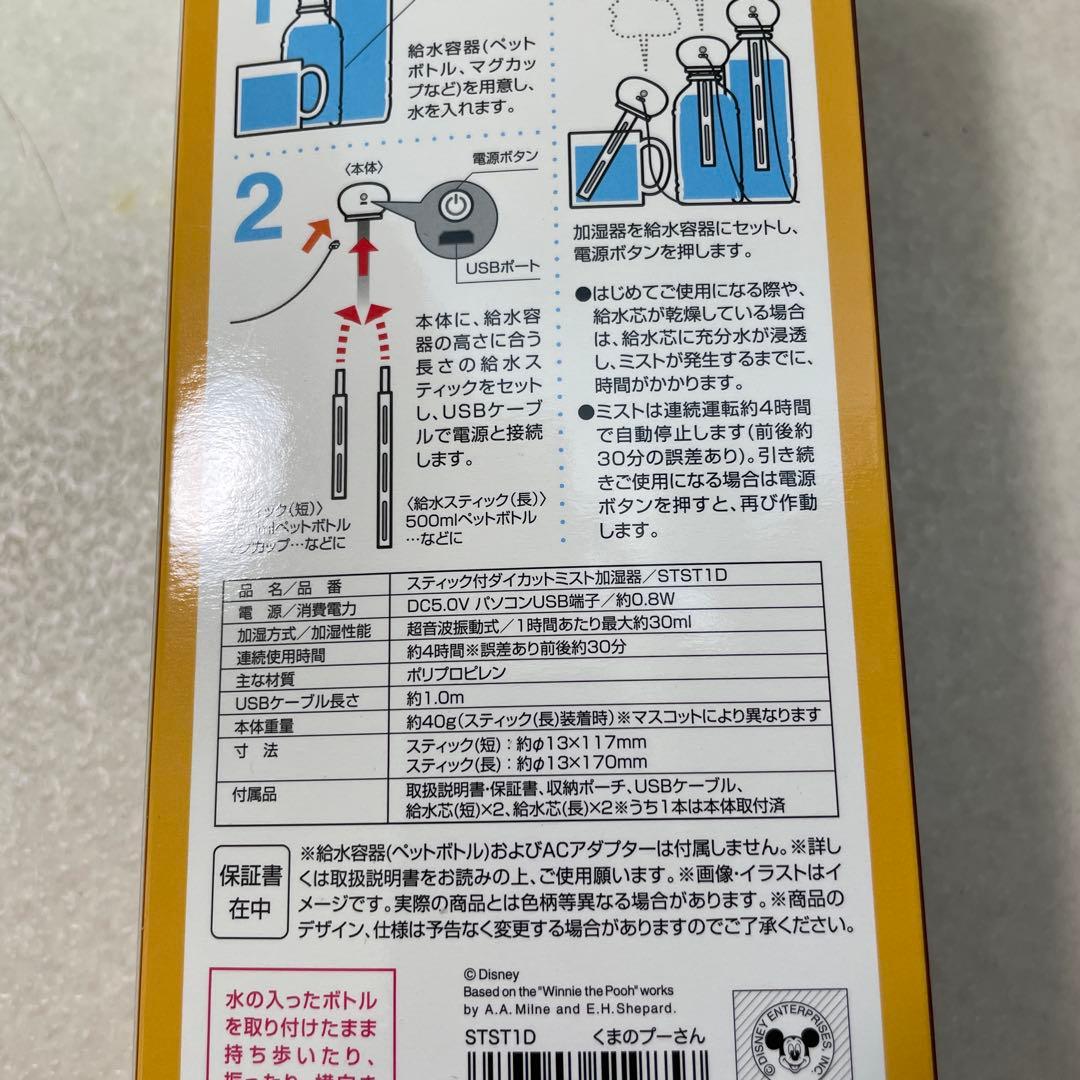 1
給水容器(ペット
ボトル、マグカッ
プなど)を用意し、
水を入れます。
2
〈本体〉
電源ボタン
USBポート
本体に、給水容
器の高さに合う
長さの給水ス
ティックをセット
し、USBケーブ
ルで電源と接続
します。
ティック(短)〉
mlペットボトル
グカップ…などに
〈給水スティック(長)〉
500mlペットボトル
…などに
加湿器を給水容器にセットし、
電源ボタンを押します。
●はじめてご使用になる際や、
給水芯が乾燥している場合
は、給水芯に充分水が浸透
し、ミストが発生するまでに、
時間がかかります。
●ミストは連続運転約4時間
で自動停止します(前後約
30分の誤差あり)。引き続
きご使用になる場合は電源
ボタンを押すと、再び作動
します。
品 名/品 番 スティック付ダイカットミスト加湿器/STST1D
電 源/消費電力 DC5.0V パソコンUSB端子/約0.8W
加湿方式/加湿性能 超音波振動式/1時間あたり最大約30ml
連続使用時間 約4時間※誤差あり前後約30分
主な材質 ポリプロピレン
USBケーブル長さ 約1.0m
本体重量 約40g(スティック(長)装着時)※マスコットにより異なります
寸 法 スティック(短):約φ13×117mm
スティック(長):約φ13×170mm
付属品 取扱説明書・保証書、収納ポーチ、USBケーブル、
給水芯(短)×2、給水芯(長)×2※うち1本は本体取付済
保証書
在中
※給水容器(ペットボトル)およびACアダプターは付属しません。※詳し
くは取扱説明書をお読みの上、ご使用願います。※画像・イラストはイ
メージです。実際の商品とは色柄等異なる場合があります。※商品の
デザイン、仕様は予告なく変更する場合がありますのでご了承ください。
水の入ったボトル
を取り付けたまま
持ち歩いたり、
振ったり、横向き
© Disney
Based on the "Winnie the Pooh" works
by A.A.Milne and E.H.Shepard.
STST1D くまのプーさん
©DISNEY ENTERPRISES INC.